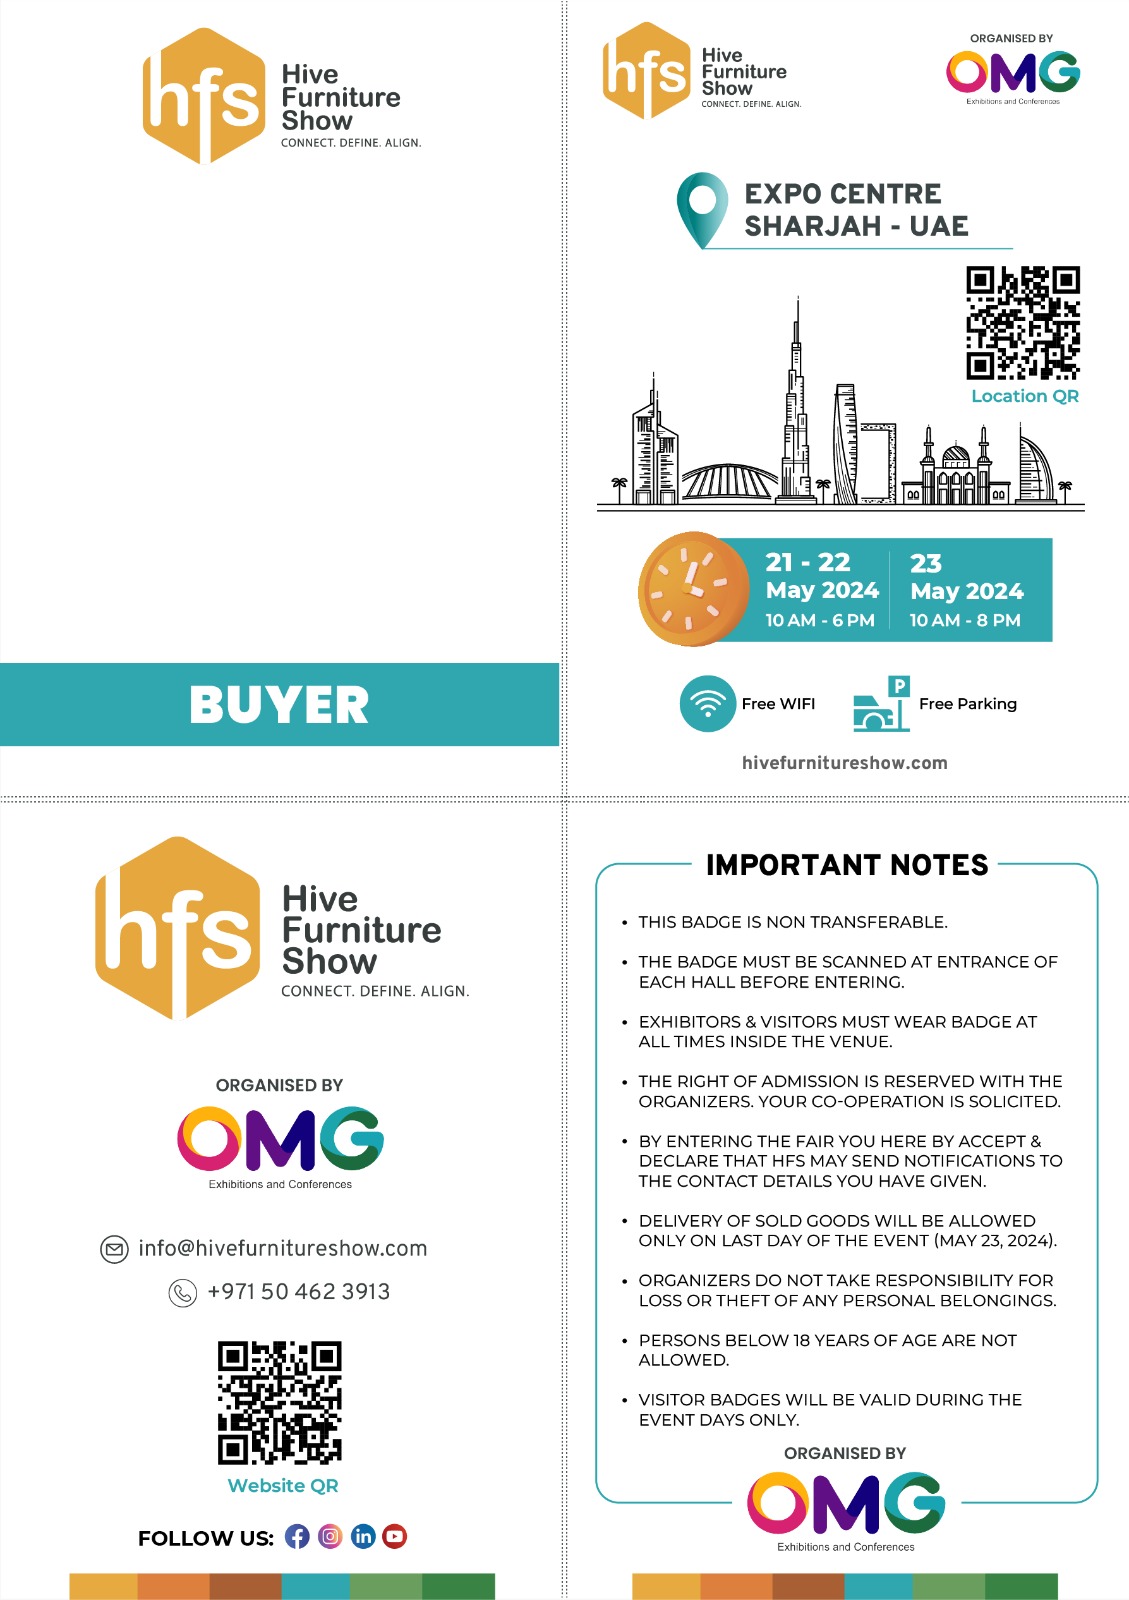 hfs
Hive
Furniture
Show
CONNECT. DEFINE. ALIGN.
BUYER
hfs
Hive
Furniture
Show
CONNECT. DEFINE. ALIGN.
ORGANISED BY
OMG
Exhibitions and Conferences
EXPO CENTRE
SHARJAH - UAE
Location QR
21 - 22
May 2024
10 AM - 6 PM
23
May 2024
10 AM - 8 PM
Free WIFI
P
Free Parking
hivefurnitureshow.com
hfs
Hive
Furniture
Show
CONNECT. DEFINE. ALIGN.
ORGANISED BY
OMG
Exhibitions and Conferences
info@hivefurnitureshow.com
+971 50 462 3913
Website QR
FOLLOW US:
IMPORTANT NOTES
• THIS BADGE IS NON TRANSFERABLE.
• THE BADGE MUST BE SCANNED AT ENTRANCE OF
EACH HALL BEFORE ENTERING.
• EXHIBITORS & VISITORS MUST WEAR BADGE AT
ALL TIMES INSIDE THE VENUE.
• THE RIGHT OF ADMISSION IS RESERVED WITH THE
ORGANIZERS. YOUR CO-OPERATION IS SOLICITED.
• BY ENTERING THE FAIR YOU HERE BY ACCEPT &
DECLARE THAT HFS MAY SEND NOTIFICATIONS TO
THE CONTACT DETAILS YOU HAVE GIVEN.
• DELIVERY OF SOLD GOODS WILL BE ALLOWED
ONLY ON LAST DAY OF THE EVENT (MAY 23, 2024).
• ORGANIZERS DO NOT TAKE RESPONSIBILITY FOR
LOSS OR THEFT OF ANY PERSONAL BELONGINGS.
• PERSONS BELOW 18 YEARS OF AGE ARE NOT
ALLOWED.
• VISITOR BADGES WILL BE VALID DURING THE
EVENT DAYS ONLY.
ORGANISED BY
OMG
Exhibitions and Conferences